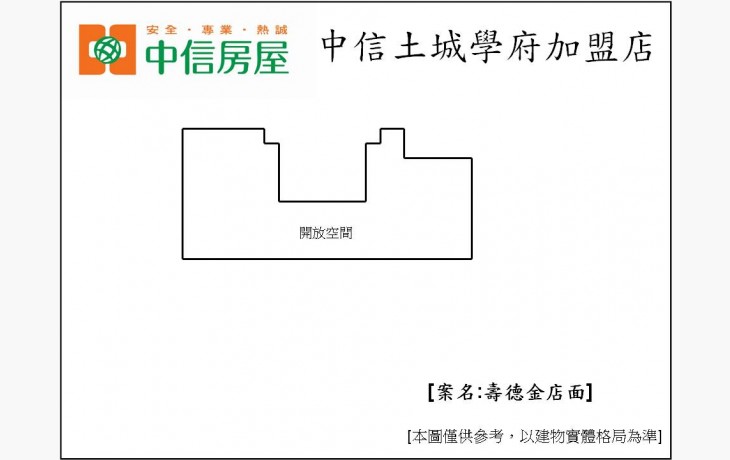 安全·專業·熱誠
中信房屋
中信土城學府加盟店
開放空間
[案名:壽德金店面]
[本圖僅供參考，以建物實體格局為準]